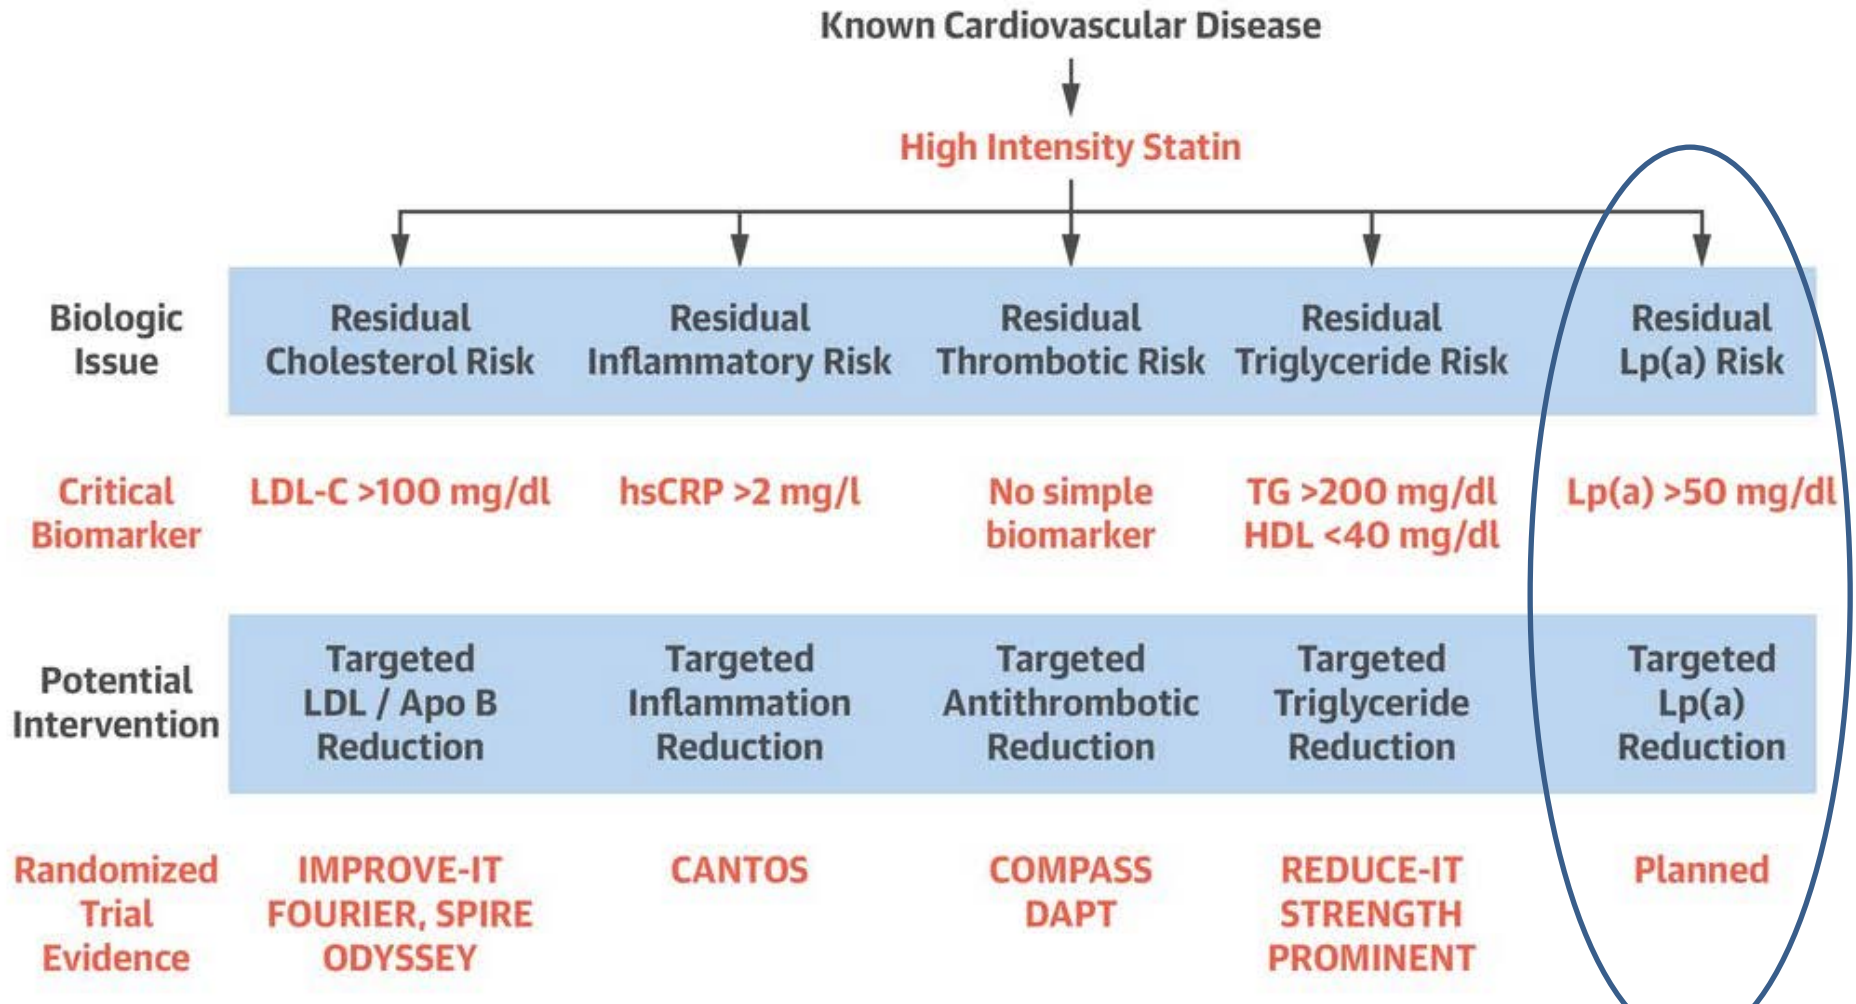 Known Cardiovascular Disease
High Intensity Statin
Biologic
Issue
Residual
Cholesterol Risk
Residual
Inflammatory Risk
Residual
Thrombotic Risk
Residual
Triglyceride Risk
Residual
Lp(a) Risk
Critical
Biomarker
LDL-C >100 mg/dl
hsCRP >2 mg/l
No simple
biomarker
TG >200 mg/dl
HDL <40 mg/dl
Lp(a) >50 mg/dl
Potential
Intervention
Targeted
LDL / Apo B
Reduction
Targeted
Inflammation
Reduction
Targeted
Antithrombotic
Reduction
Targeted
Triglyceride
Reduction
Targeted
Lp(a)
Reduction
Randomized
Trial
Evidence
IMPROVE-IT
FOURIER, SPIRE
ODYSSEY
CANTOS
COMPASS
DAPT
REDUCE-IT
STRENGTH
PROMINENT
Planned